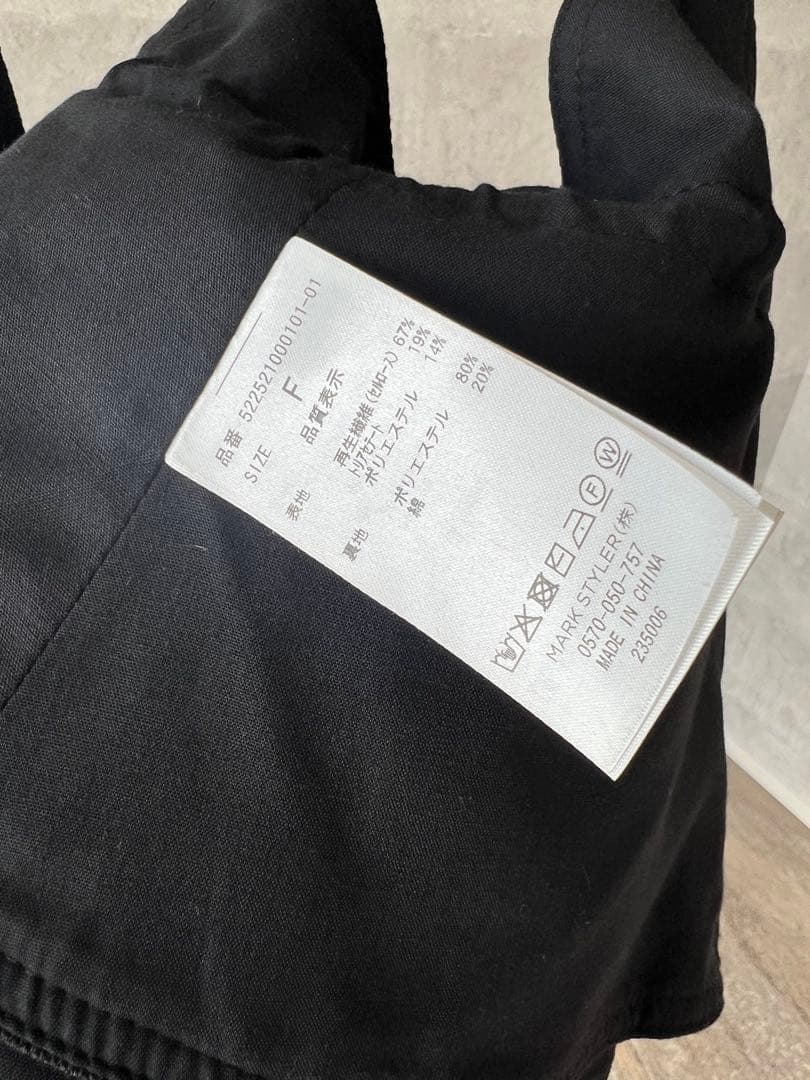 品番 522521000101-01
SIZE F
品質表示
表地 再生繊維(セルロース) 67%
トリアセテート 19%
ポリエステル 14%
裏地 ポリエステル 80%
綿 20%
F W
MARK STYLER(株)
0570-050-757
MADE IN CHINA
235006